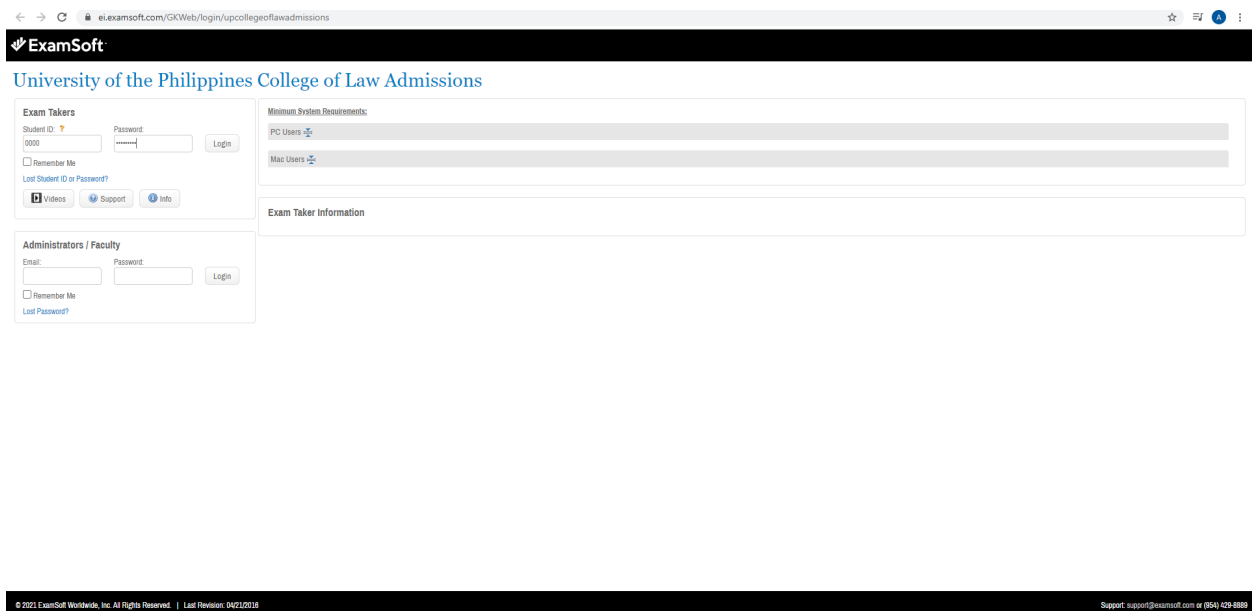 ei.examsoft.com/GKWeb/login/upcollegeoflawadmissions
A
ExamSoft
University of the Philippines College of Law Admissions
Exam Takers
Student ID: ? Password:
0000 ••••••••• Login
Remember Me
Lost Student ID or Password?
Videos Support Info
Administrators / Faculty
Email: Password:
Login
Remember Me
Lost Password?
Minimum System Requirements:
PC Users
Mac Users
Exam Taker Information
© 2021 ExamSoft Worldwide, Inc. All Rights Reserved. | Last Revision: 04/21/2016
Support: support@examsoft.com or (954) 429-8889